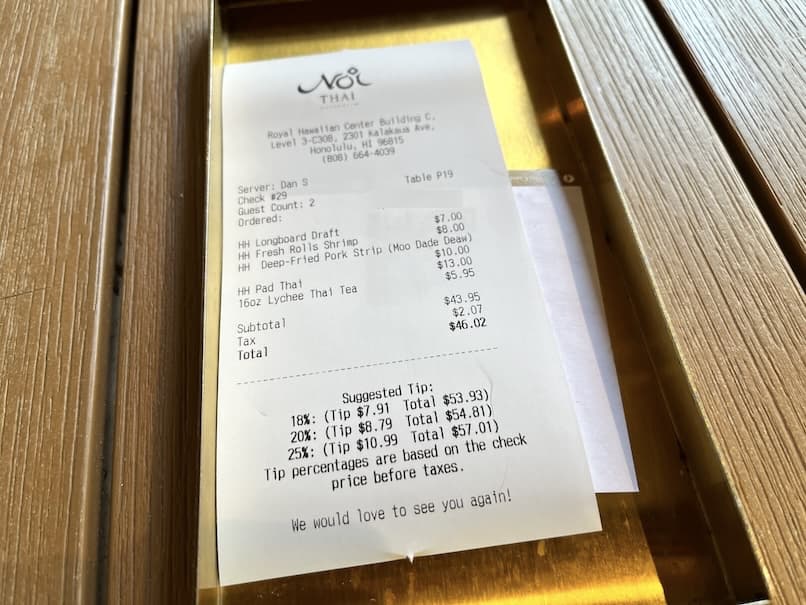 Noi
THAI
Royal Hawaiian Center Building C,
Level 3-C308, 2301 Kalakaua Ave,
Honolulu, HI 96815
(808) 664-4039
Server: Dan S Table P19
Check #29
Guest Count: 2
Ordered:
HH Longboard Draft $7.00
HH Fresh Rolls Shrimp $8.00
HH Deep-Fried Pork Strip (Moo Dade Deaw)
$10.00
HH Pad Thai $13.00
16oz Lychee Thai Tea $5.95
Subtotal $43.95
Tax $2.07
Total $46.02
Suggested Tip:
18%: (Tip $7.91 Total $53.93)
20%: (Tip $8.79 Total $54.81)
25%: (Tip $10.99 Total $57.01)
Tip percentages are based on the check
price before taxes.
We would love to see you again!